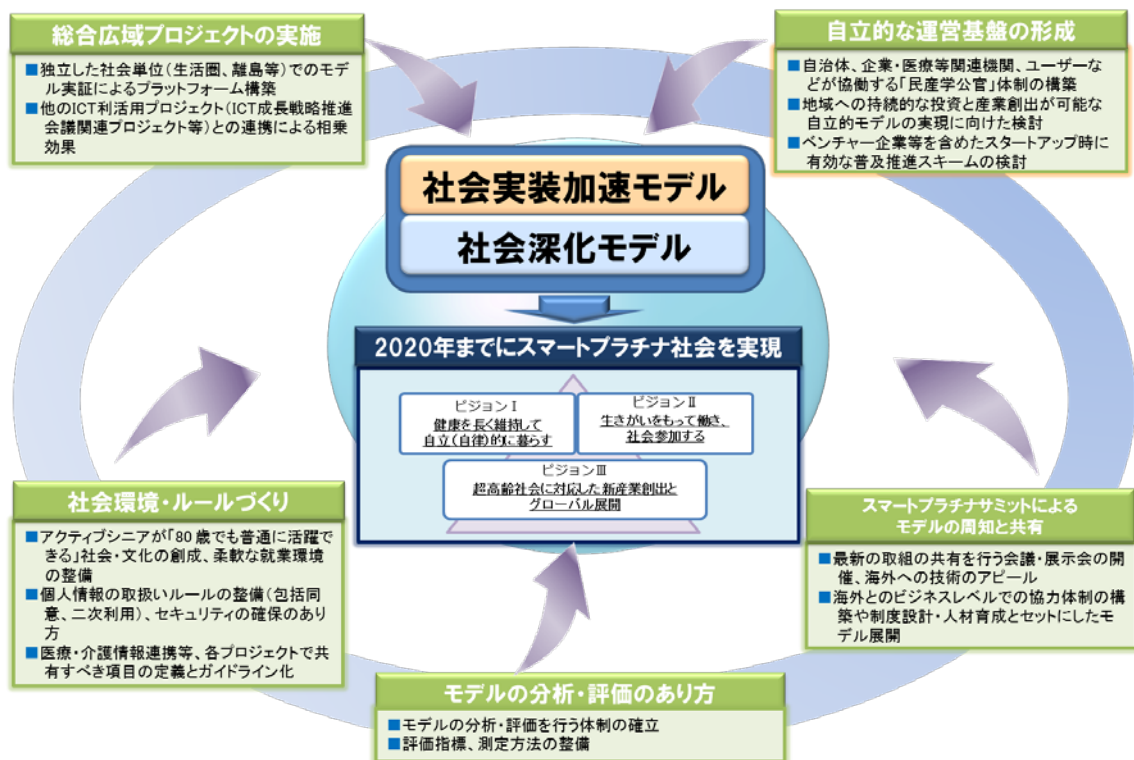 総合広域プロジェクトの実施
■独立した社会単位(生活圏、離島等)でのモデ
ル実証によるプラットフォーム構築
■他のICT利活用プロジェクト(ICT成長戦略推進
会議関連プロジェクト等)との連携による相乗
効果
自立的な運営基盤の形成
■自治体、企業・医療等関連機関、ユーザーな
どが協働する「民産学公官」体制の構築
■地域への持続的な投資と産業創出が可能な
自立的モデルの実現に向けた検討
■ベンチャー企業等を含めたスタートアップ時に
有効な普及推進スキームの検討
社会実装加速モデル
社会深化モデル
2020年までにスマートプラチナ社会を実現
ビジョンⅠ
健康を長く維持して
自立(自律)的に暮らす
ビジョンⅡ
生きがいをもって働き、
社会参加する
ビジョンⅢ
超高齢社会に対応した新産業創出と
グローバル展開
社会環境・ルールづくり
■アクティブシニアが「80歳でも普通に活躍で
きる」社会・文化の創成、柔軟な就業環境
の整備
■個人情報の取扱いルールの整備(包括同
意、二次利用)、セキュリティの確保のあり
方
■医療・介護情報連携等、各プロジェクトで共
有すべき項目の定義とガイドライン化
スマートプラチナサミットによる
モデルの周知と共有
■最新の取組の共有を行う会議・展示会の開
催、海外への技術のアピール
■海外とのビジネスレベルでの協力体制の構
築や制度設計・人材育成とセットにしたモ
デル展開
モデルの分析・評価のあり方
■モデルの分析・評価を行う体制の確立
■評価指標、測定方法の整備